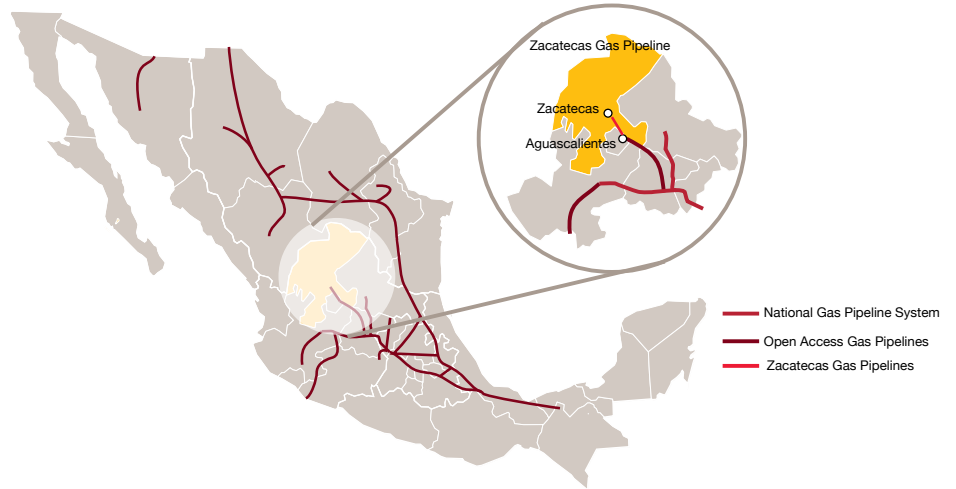 Zacatecas Gas Pipeline
Zacatecas
Aguascalientes
National Gas Pipeline System
Open Access Gas Pipelines
Zacatecas Gas Pipelines